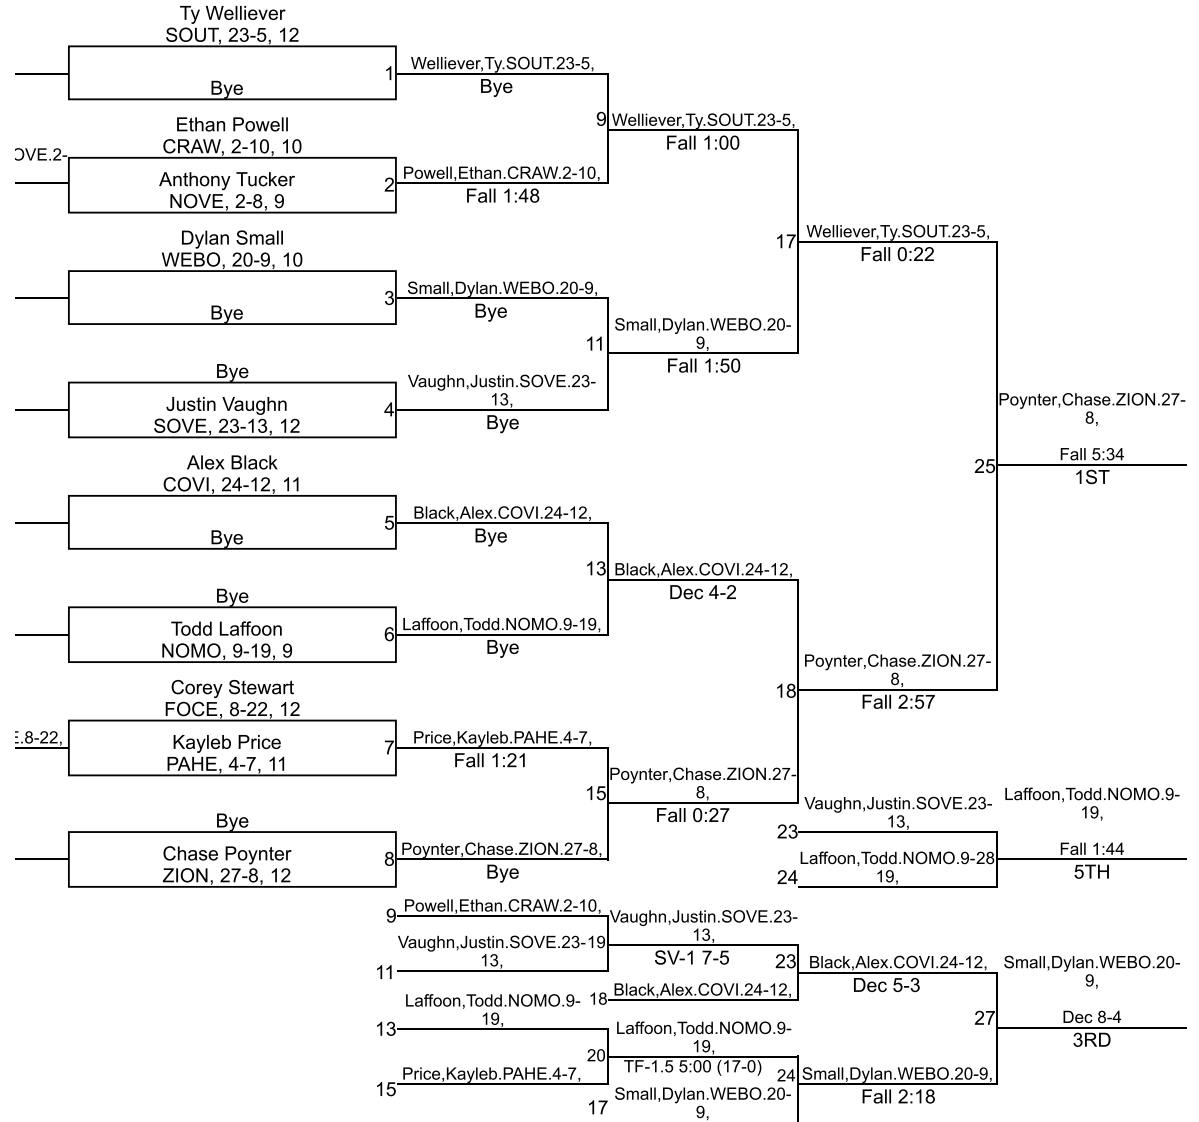 Ty Welliever
SOUT, 23-5, 12
Bye
1
Welliever,Ty.SOUT.23-5,
Bye
Ethan Powell
CRAW, 2-10, 10
OVE.2-
Anthony Tucker
NOVE, 2-8, 9
2
Powell,Ethan.CRAW.2-10,
Fall 1:48
9
Welliever,Ty.SOUT.23-5,
Fall 1:00
Dylan Small
WEBO, 20-9, 10
Bye
3
Small,Dylan.WEBO.20-9,
Bye
Bye
Justin Vaughn
SOVE, 23-13, 12
4
Vaughn,Justin.SOVE.23-
13,
Bye
11
Small,Dylan.WEBO.20-
9,
Fall 1:50
17
Welliever,Ty.SOUT.23-5,
Fall 0:22
Alex Black
COVI, 24-12, 11
Bye
5
Black,Alex.COVI.24-12,
Bye
Bye
Todd Laffoon
NOMO, 9-19, 9
6
Laffoon,Todd.NOMO.9-19,
Bye
13
Black,Alex.COVI.24-12,
Dec 4-2
Corey Stewart
FOCE, 8-22, 12
E.8-22,
Kayleb Price
PAHE, 4-7, 11
7
Price,Kayleb.PAHE.4-7,
Fall 1:21
Bye
Chase Poynter
ZION, 27-8, 12
8
Poynter,Chase.ZION.27-8,
Bye
15
Poynter,Chase.ZION.27-
8,
Fall 0:27
18
Poynter,Chase.ZION.27-
8,
Fall 2:57
25
Poynter,Chase.ZION.27-
8,
Fall 5:34
1ST
23
Vaughn,Justin.SOVE.23-
13,
24
Laffoon,Todd.NOMO.9-
19,
28
Laffoon,Todd.NOMO.9-
19,
Fall 1:44
5TH
9
Powell,Ethan.CRAW.2-10,
11
Vaughn,Justin.SOVE.23-
13,
19
Vaughn,Justin.SOVE.23-
13,
SV-1 7-5
18
Black,Alex.COVI.24-12,
23
Black,Alex.COVI.24-12,
Dec 5-3
13
Laffoon,Todd.NOMO.9-
19,
15
Price,Kayleb.PAHE.4-7,
20
Laffoon,Todd.NOMO.9-
19,
TF-1.5 5:00 (17-0)
17
Small,Dylan.WEBO.20-
9,
24
Small,Dylan.WEBO.20-9,
Fall 2:18
27
Small,Dylan.WEBO.20-
9,
Dec 8-4
3RD